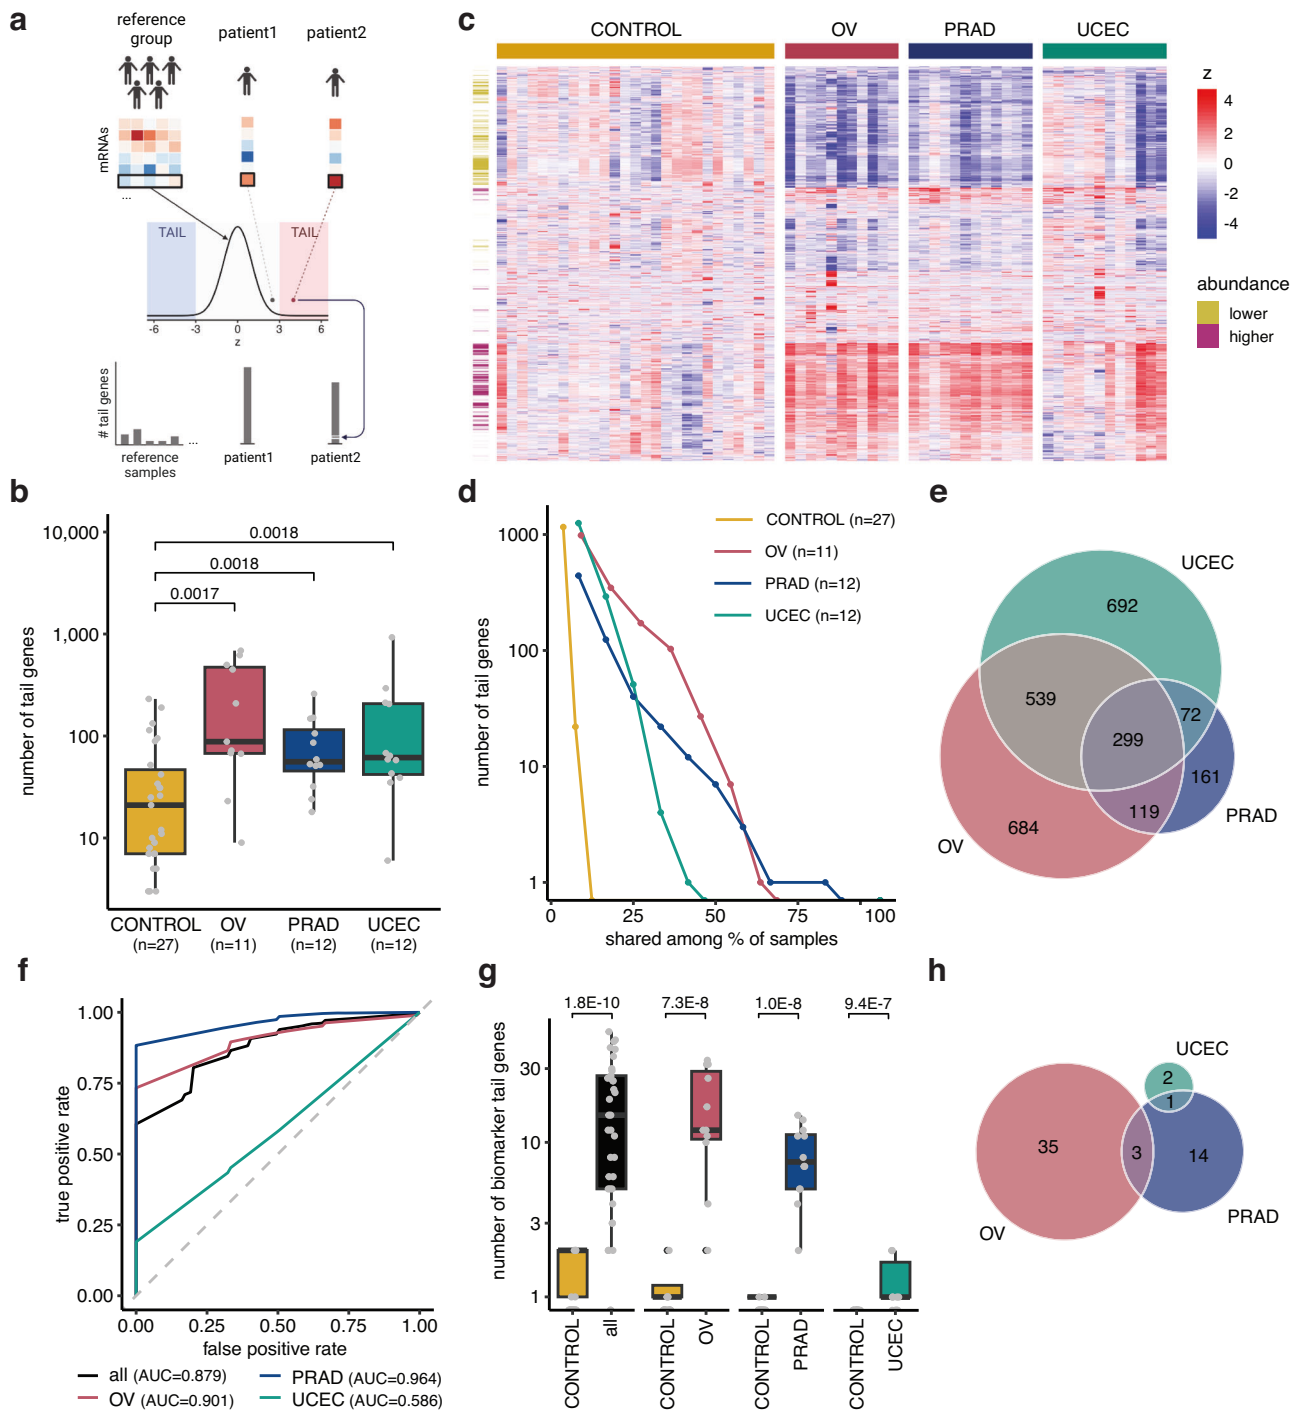 a
reference
group
patient1
patient2
mRNAs
...
TAIL
TAIL
-6
-3
0
3
6
z
# tail genes
...
reference
samples
patient1
patient2
b
number of tail genes
10,000
1,000
100
10
0.0018
0.0018
0.0017
CONTROL
(n=27)
OV
(n=11)
PRAD
(n=12)
UCEC
(n=12)
c
CONTROL
OV
PRAD
UCEC
z
4
2
0
-2
-4
abundance
lower
higher
d
number of tail genes
1000
100
10
1
0
25
50
75
100
shared among % of samples
CONTROL (n=27)
OV (n=11)
PRAD (n=12)
UCEC (n=12)
e
UCEC
692
539
72
299
161
119
684
OV
PRAD
f
true positive rate
1.00
0.75
0.50
0.25
0.00
0.00
0.25
0.50
0.75
1.00
false positive rate
all (AUC=0.879)
PRAD (AUC=0.964)
OV (AUC=0.901)
UCEC (AUC=0.586)
g
number of biomarker tail genes
1.8E-10
7.3E-8
1.0E-8
9.4E-7
30
10
3
1
CONTROL
all
CONTROL
OV
CONTROL
PRAD
CONTROL
UCEC
h
UCEC
2
1
35
3
14
OV
PRAD